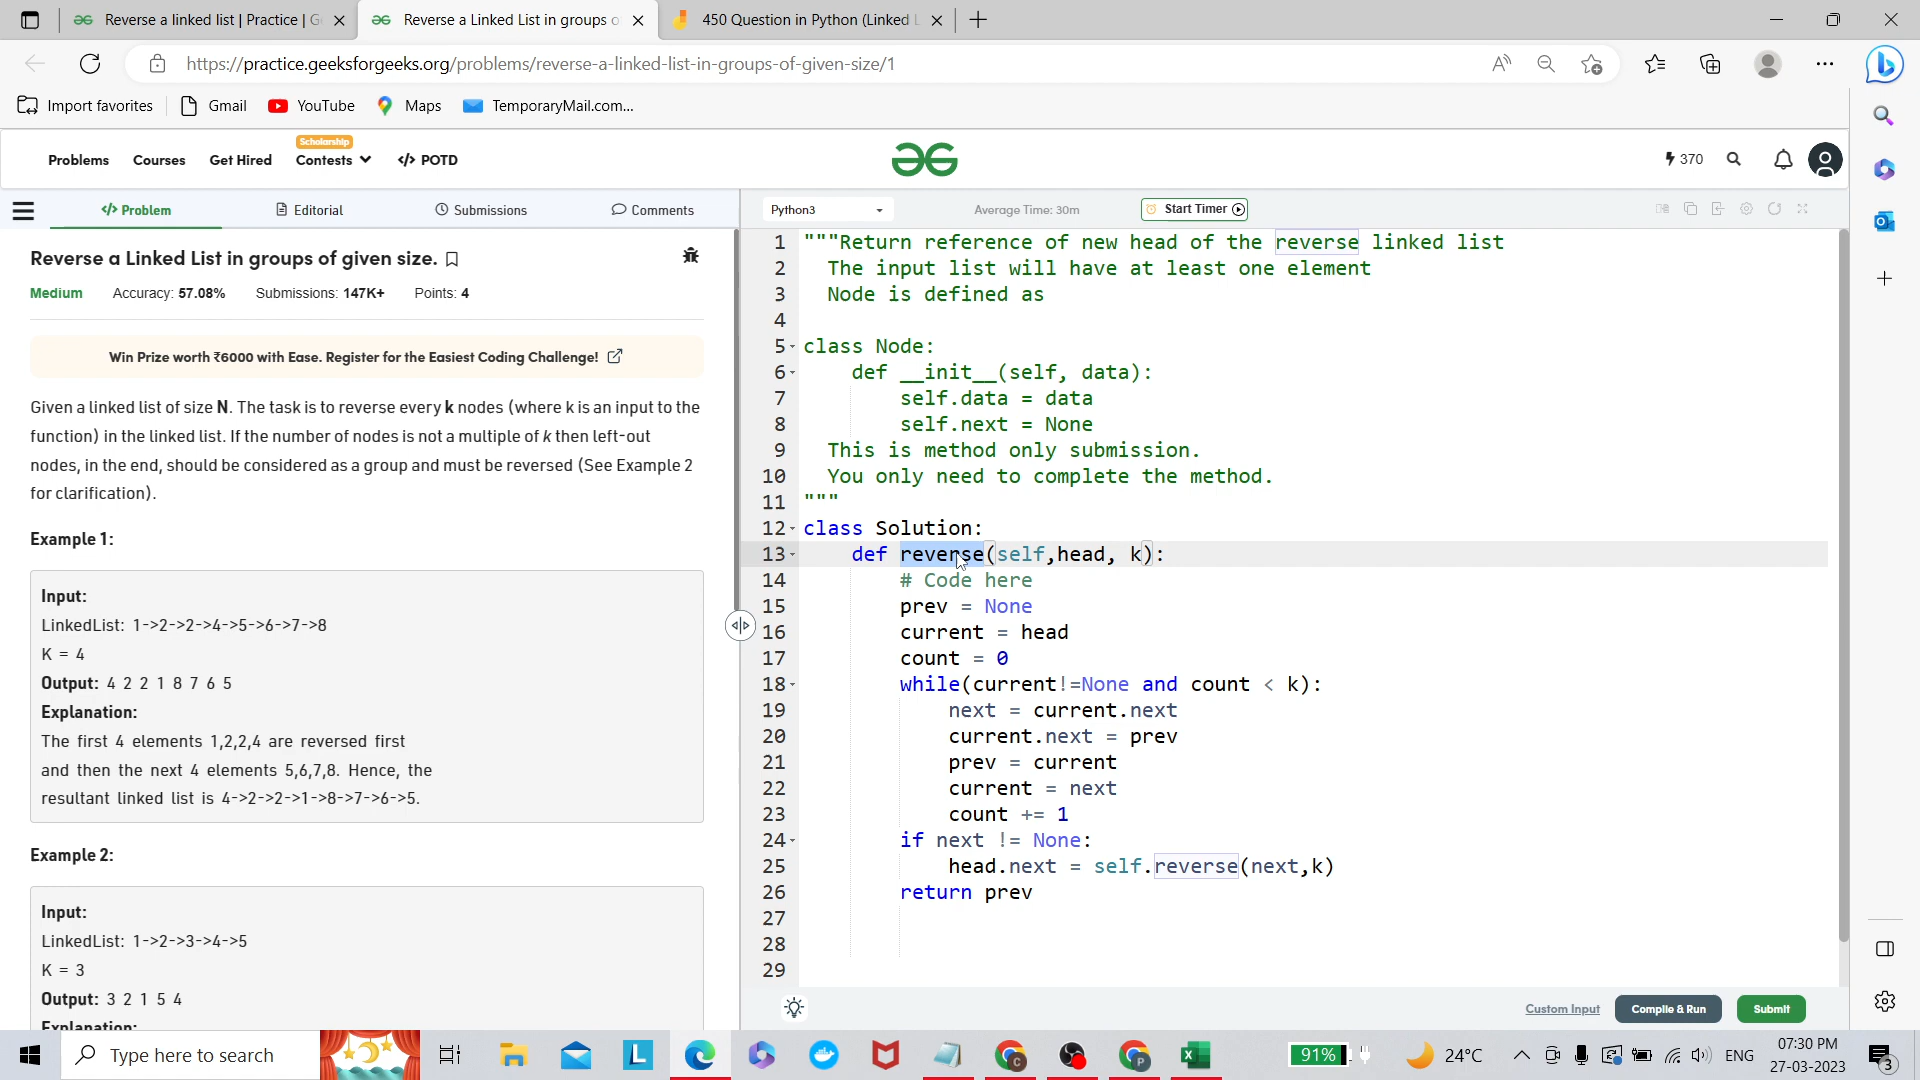 Reverse a linked list | Practice | G
Reverse a Linked List in groups o
450 Question in Python (Linked L
https://practice.geeksforgeeks.org/problems/reverse-a-linked-list-in-groups-of-given-size/1
Import favorites
Gmail
YouTube
Maps
TemporaryMail.com...
Problems
Courses
Get Hired
Scholarship
Contests
</> POTD
370
</> Problem
Editorial
Submissions
Comments
Python3
Average Time: 30m
Start Timer
Reverse a Linked List in groups of given size.
Medium Accuracy: 57.08% Submissions: 147K+ Points: 4
Win Prize worth ₹6000 with Ease. Register for the Easiest Coding Challenge!
Given a linked list of size N. The task is to reverse every k nodes (where k is an input to the
function) in the linked list. If the number of nodes is not a multiple of k then left-out
nodes, in the end, should be considered as a group and must be reversed (See Example 2
for clarification).
Example 1:
Input:
LinkedList: 1->2->2->4->5->6->7->8
K = 4
Output: 4 2 2 1 8 7 6 5
Explanation:
The first 4 elements 1,2,2,4 are reversed first
and then the next 4 elements 5,6,7,8. Hence, the
resultant linked list is 4->2->2->1->8->7->6->5.
Example 2:
Input:
LinkedList: 1->2->3->4->5
K = 3
Output: 3 2 1 5 4
Explanation:
1 """Return reference of new head of the reverse linked list
2 The input list will have at least one element
3 Node is defined as
4
5 class Node:
6 def __init__(self, data):
7 self.data = data
8 self.next = None
9 This is method only submission.
10 You only need to complete the method.
11 """
12 class Solution:
13 def reverse(self,head, k):
14 # Code here
15 prev = None
16 current = head
17 count = 0
18 while(current!=None and count < k):
19 next = current.next
20 current.next = prev
21 prev = current
22 current = next
23 count += 1
24 if next != None:
25 head.next = self.reverse(next,k)
26 return prev
27
28
29
Custom Input
Compile & Run
Submit
Type here to search
91%
24°C
ENG
07:30 PM
27-03-2023
3